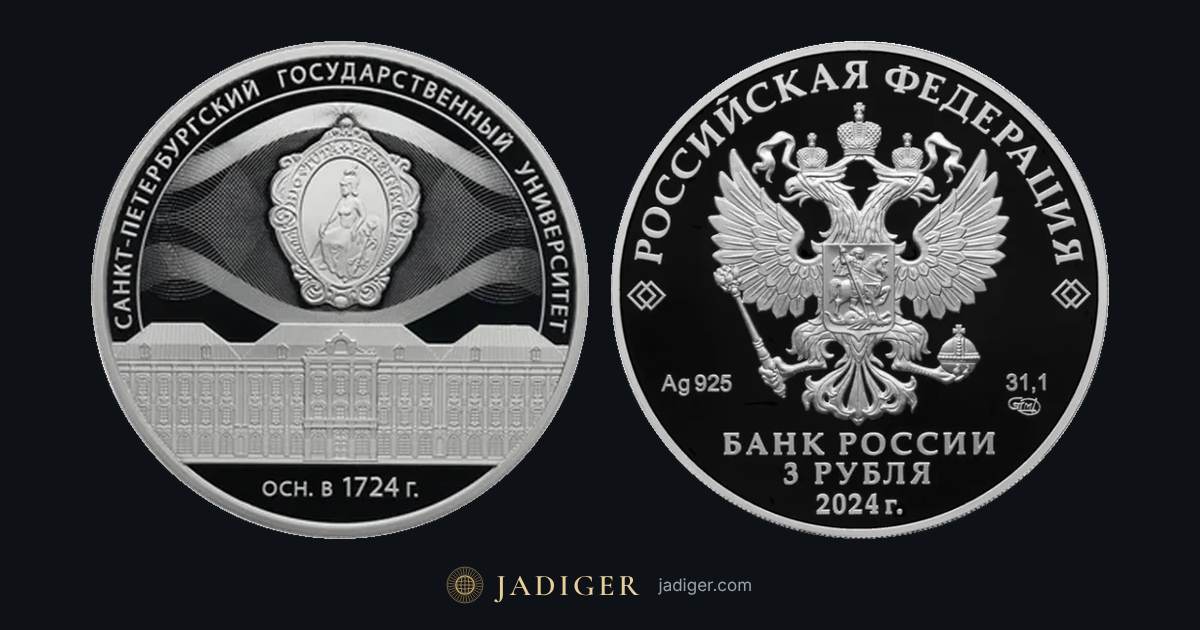 САНКТ-ПЕТЕРБУРГСКИЙ ГОСУДАРСТВЕННЫЙ УНИВЕРСИТЕТ
ОСН. В 1724 г.
РОССИЙСКАЯ ФЕДЕРАЦИЯ
Ag 925
31,1
БАНК РОССИИ
3 РУБЛЯ
2024 г.
JADIGER
jadiger.com